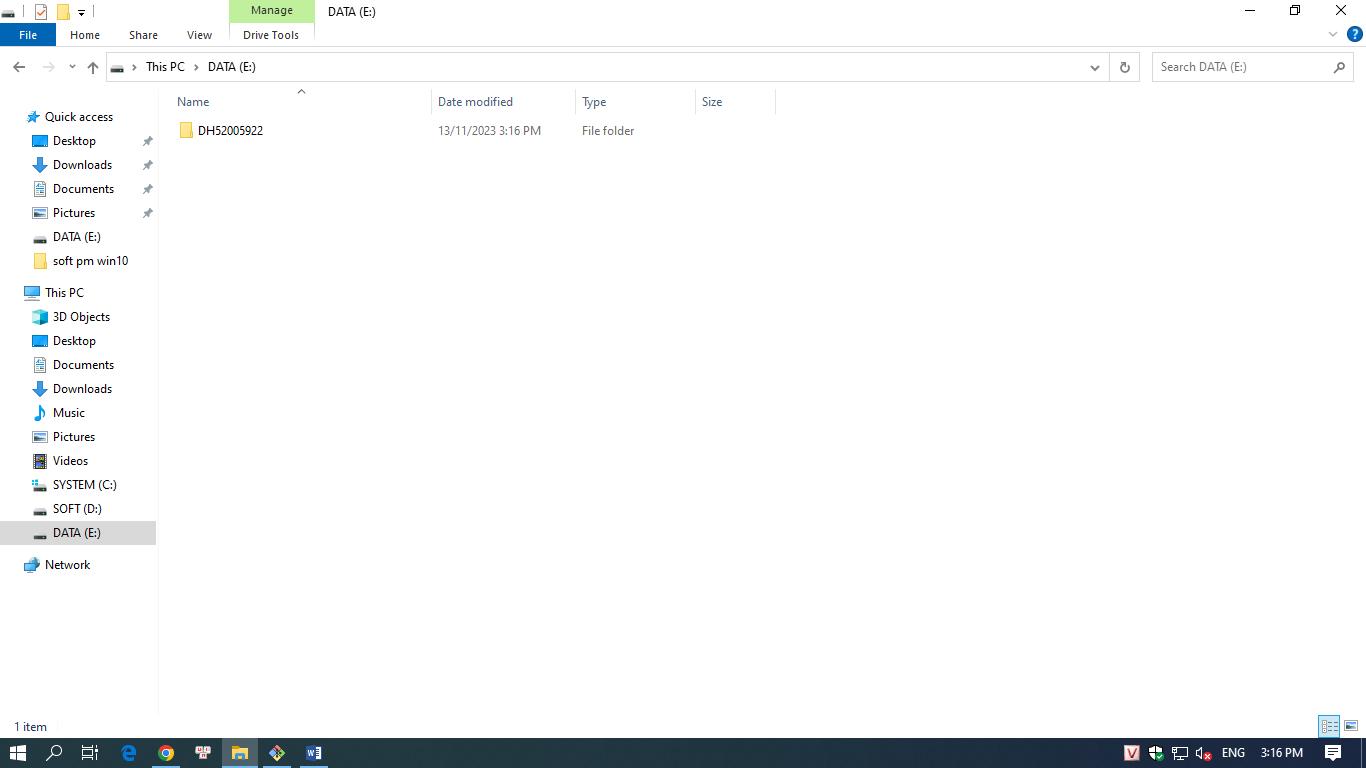 Manage
DATA (E:)
File
Home
Share
View
Drive Tools
This PC
DATA (E:)
Search DATA (E:)
Name
Date modified
Type
Size
DH52005922
13/11/2023 3:16 PM
File folder
Quick access
Desktop
Downloads
Documents
Pictures
DATA (E:)
soft pm win10
This PC
3D Objects
Desktop
Documents
Downloads
Music
Pictures
Videos
SYSTEM (C:)
SOFT (D:)
DATA (E:)
Network
1 item
ENG
3:16 PM